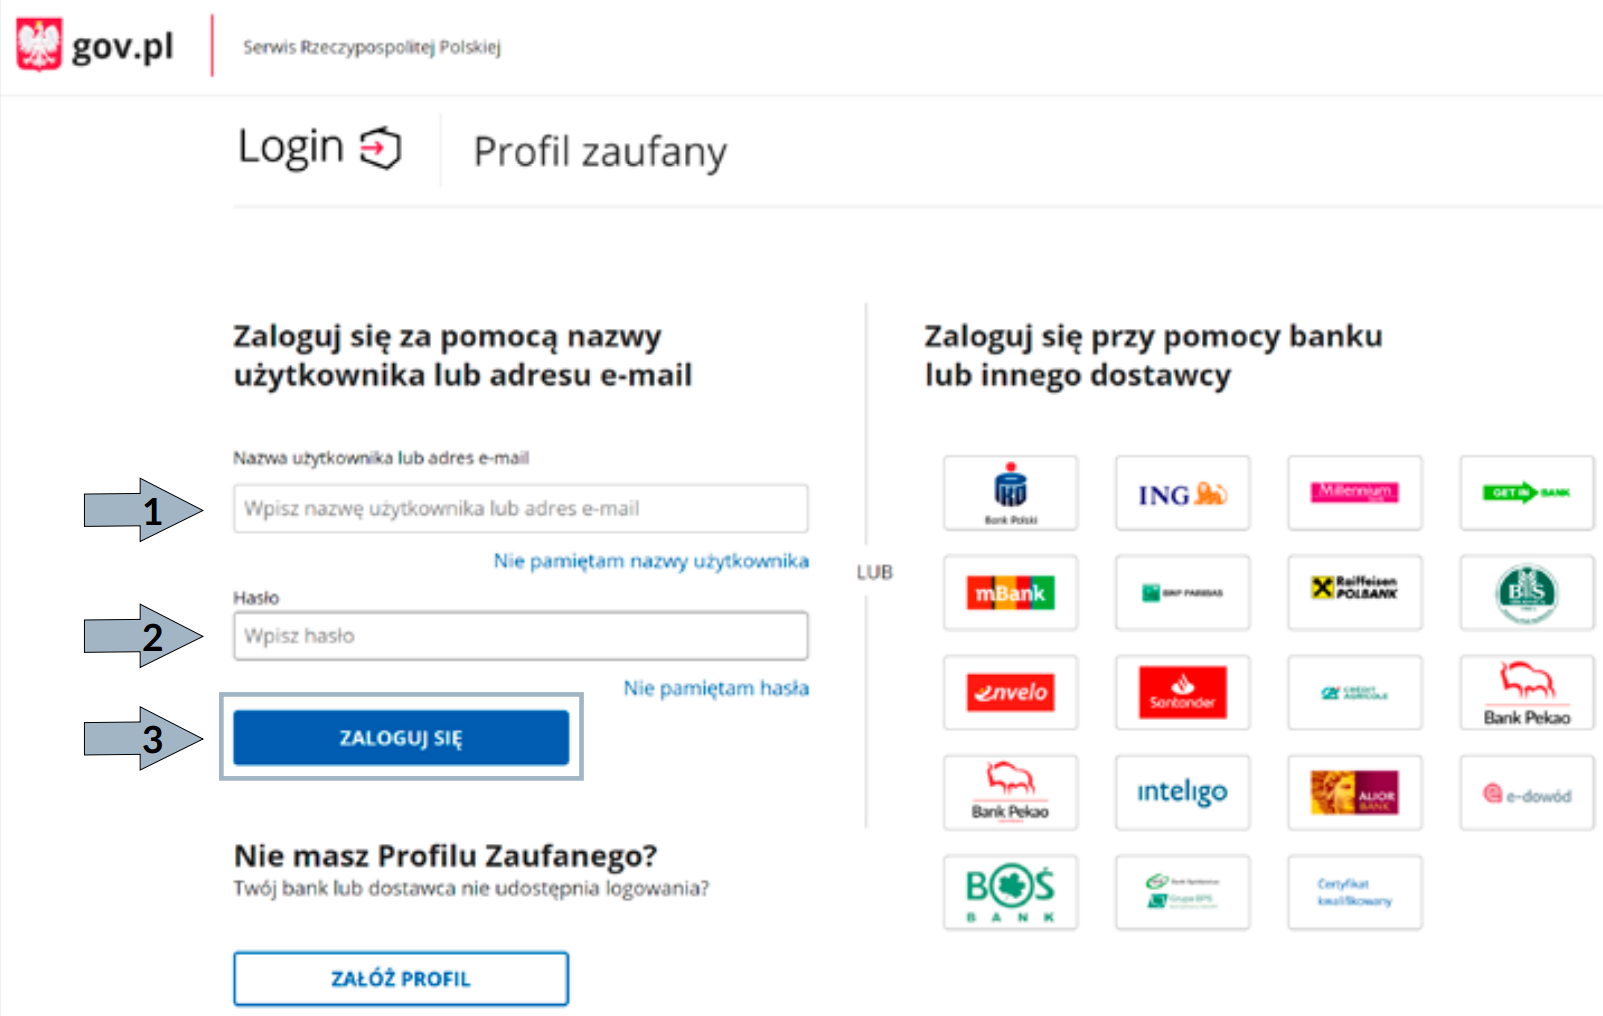 gov.pl
Serwis Rzeczypospolitej Polskiej
Login
Profil zaufany
Zaloguj się za pomocą nazwy
użytkownika lub adresu e-mail
Nazwa użytkownika lub adres e-mail
1
Wpisz nazwę użytkownika lub adres e-mail
Nie pamiętam nazwy użytkownika
Hasło
2
Wpisz hasło
Nie pamiętam hasła
3
ZALOGUJ SIĘ
Nie masz Profilu Zaufanego?
Twój bank lub dostawca nie udostępnia logowania?
ZAŁÓŻ PROFIL
LUB
Zaloguj się przy pomocy banku
lub innego dostawcy
PKO
Bank Polski
ING
Millennium
GET IN BANK
mBank
BNP PARIBAS
Raiffeisen
POLBANK
envelo
Santander
CRÉDIT
AGRICOLE
Bank Pekao
Bank Pekao
inteligo
ALIOR
BANK
e-dowód
BOŚ
BANK
Grupa BPS
Certyfikat
kwalifikowany